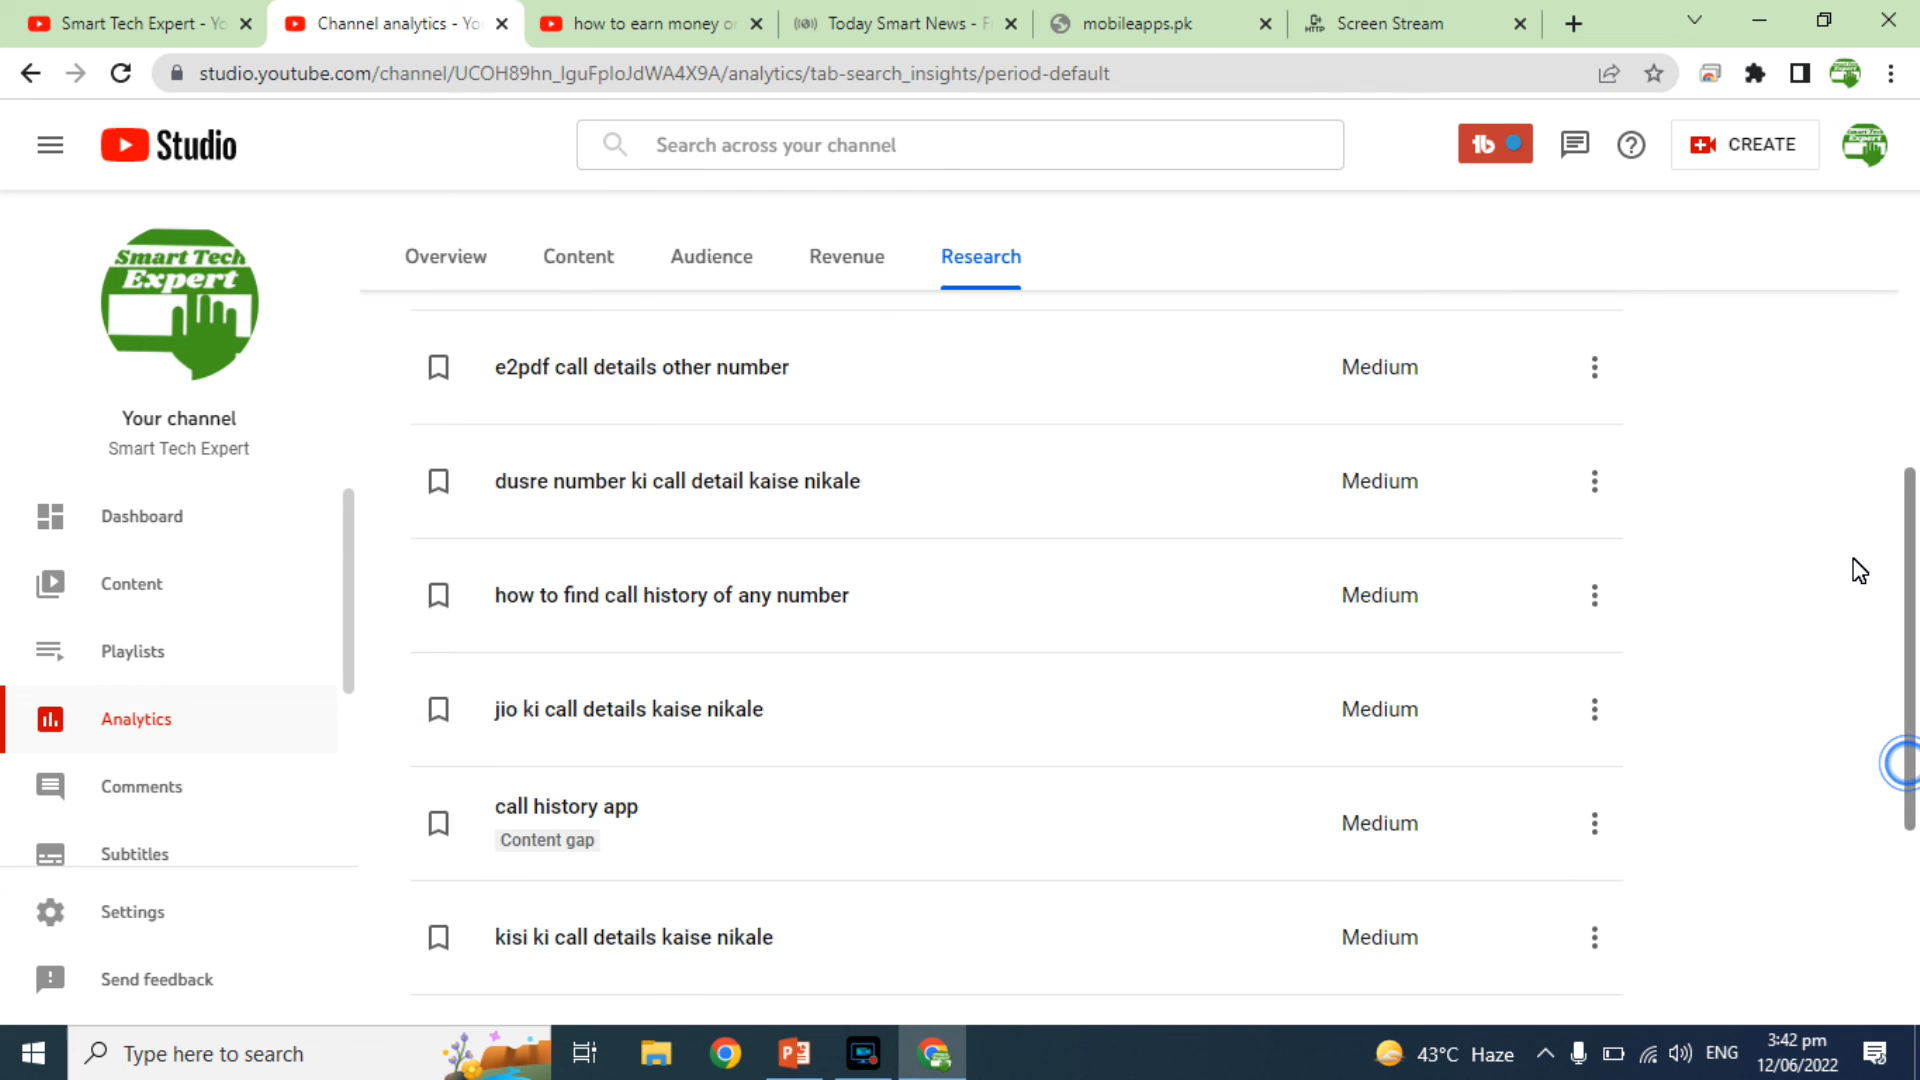 Smart Tech Expert - Yo
Channel analytics - Yo
how to earn money o
Today Smart News - F
mobileapps.pk
HTTP
Screen Stream
studio.youtube.com/channel/UCOH89hn_IguFpIoJdWA4X9A/analytics/tab-search_insights/period-default
Studio
Search across your channel
CREATE
Smart Tech
Expert
Your channel
Smart Tech Expert
Dashboard
Content
Playlists
Analytics
Comments
Subtitles
Settings
Send feedback
Overview
Content
Audience
Revenue
Research
e2pdf call details other number
Medium
dusre number ki call detail kaise nikale
Medium
how to find call history of any number
Medium
jio ki call details kaise nikale
Medium
call history app
Content gap
Medium
kisi ki call details kaise nikale
Medium
Type here to search
43°C Haze
ENG
3:42 pm
12/06/2022